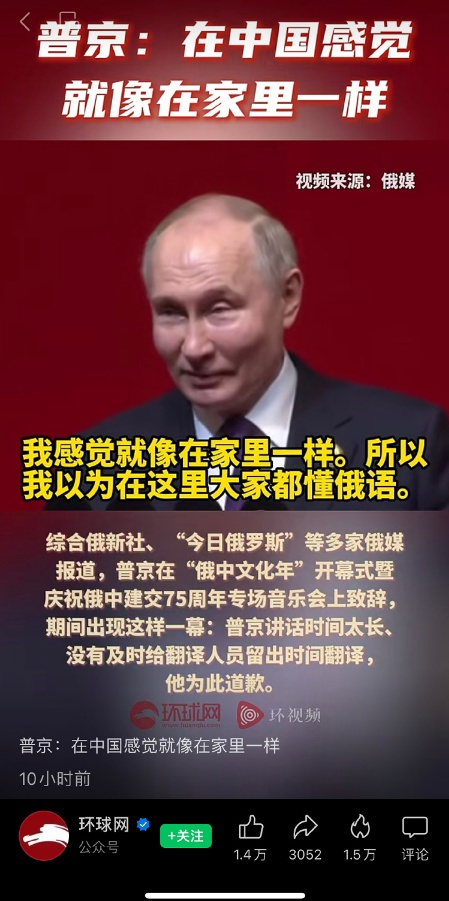 普京：在中国感觉
就像在家里一样
视频来源：俄媒
我感觉就像在家里一样。所以
我以为在这里大家都懂俄语。
综合俄新社、“今日俄罗斯”等多家俄媒
报道，普京在“俄中文化年”开幕式暨
庆祝俄中建交75周年专场音乐会上致辞，
期间出现这样一幕：普京讲话时间太长、
没有及时给翻译人员留出时间翻译，
他为此道歉。
环球网 环视频
www.huanqiu.com
普京：在中国感觉就像在家里一样
10小时前
环球网
公众号
+关注
1.4万 3052 1.5万 评论